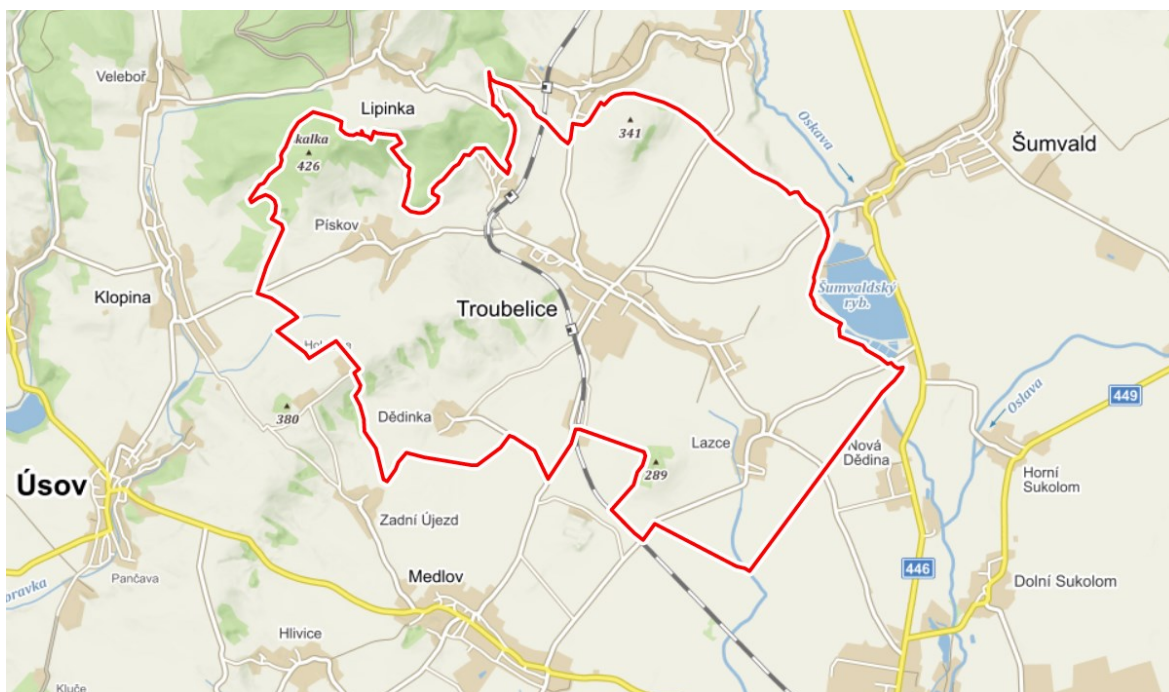 Veleboř
Lipinka
kalka
426
341
Oskava
Šumvald
Pískov
Klopina
Troubelice
Šumvaldský
ryb.
380
Dědinka
Lazce
289
Nová
Dědina
Oslava
449
Horní
Sukolom
Úsov
Zadní Újezd
Pančava
Medlov
446
Dolní Sukolom
Hlivice
Kluče